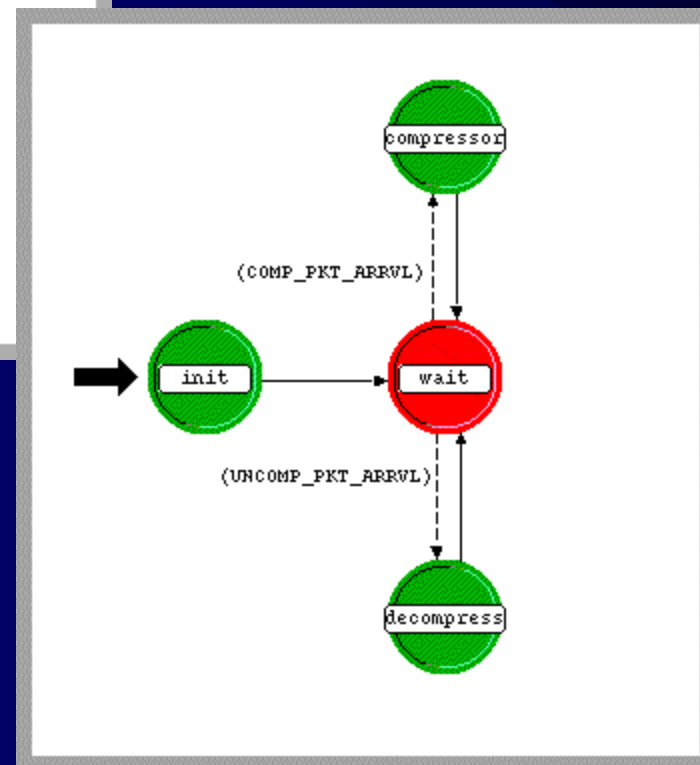 compressor
(COMP_PKT_ARRVL)
init
wait
(UNCOMP_PKT_ARRVL)
decompress